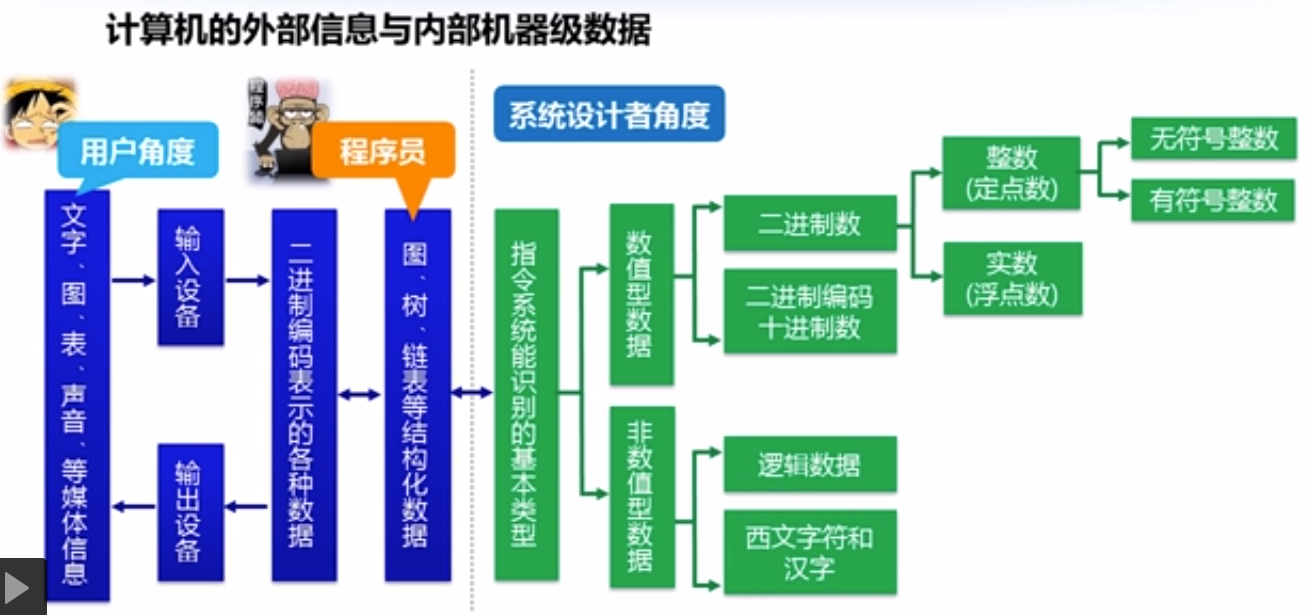 计算机的外部信息与内部机器级数据
程序员
用户角度
程序员
系统设计者角度
文字、图、表、声音、等媒体信息
输入设备
输出设备
二进制编码表示的各种数据
图、树、链表等结构化数据
指令系统能识别的基本类型
数值型数据
非数值型数据
二进制数
二进制编码
十进制数
逻辑数据
西文字符和
汉字
整数
(定点数)
实数
(浮点数)
无符号整数
有符号整数